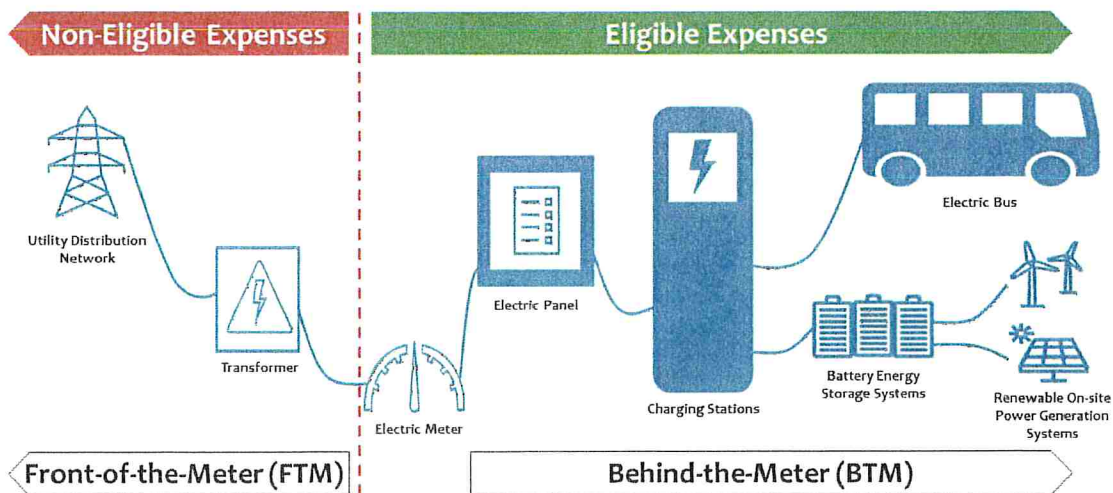 Non-Eligible Expenses
Eligible Expenses
Utility Distribution
Network
Transformer
Electric Meter
Electric Panel
Charging Stations
Electric Bus
Battery Energy
Storage Systems
Renewable On-site
Power Generation
Systems
Front-of-the-Meter (FTM)
Behind-the-Meter (BTM)